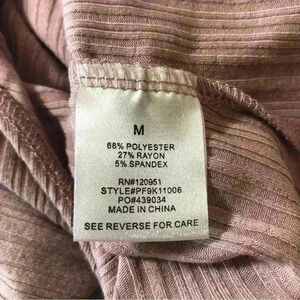 M
68% POLYESTER
27% RAYON
5% SPANDEX
RN#120951
STYLE#PF9K11006
PO#439034
MADE IN CHINA
SEE REVERSE FOR CARE